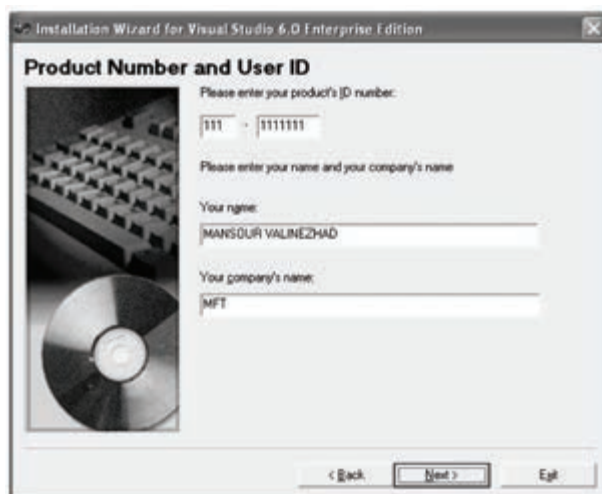 Installation Wizard for Visual Studio 6.0 Enterprise Edition
Product Number and User ID
Please enter your product's ID number:
111 - 1111111
Please enter your name and your company's name
Your name:
MANSOUR VALINEZHAD
Your company's name:
MFT
< Back
Next >
Exit